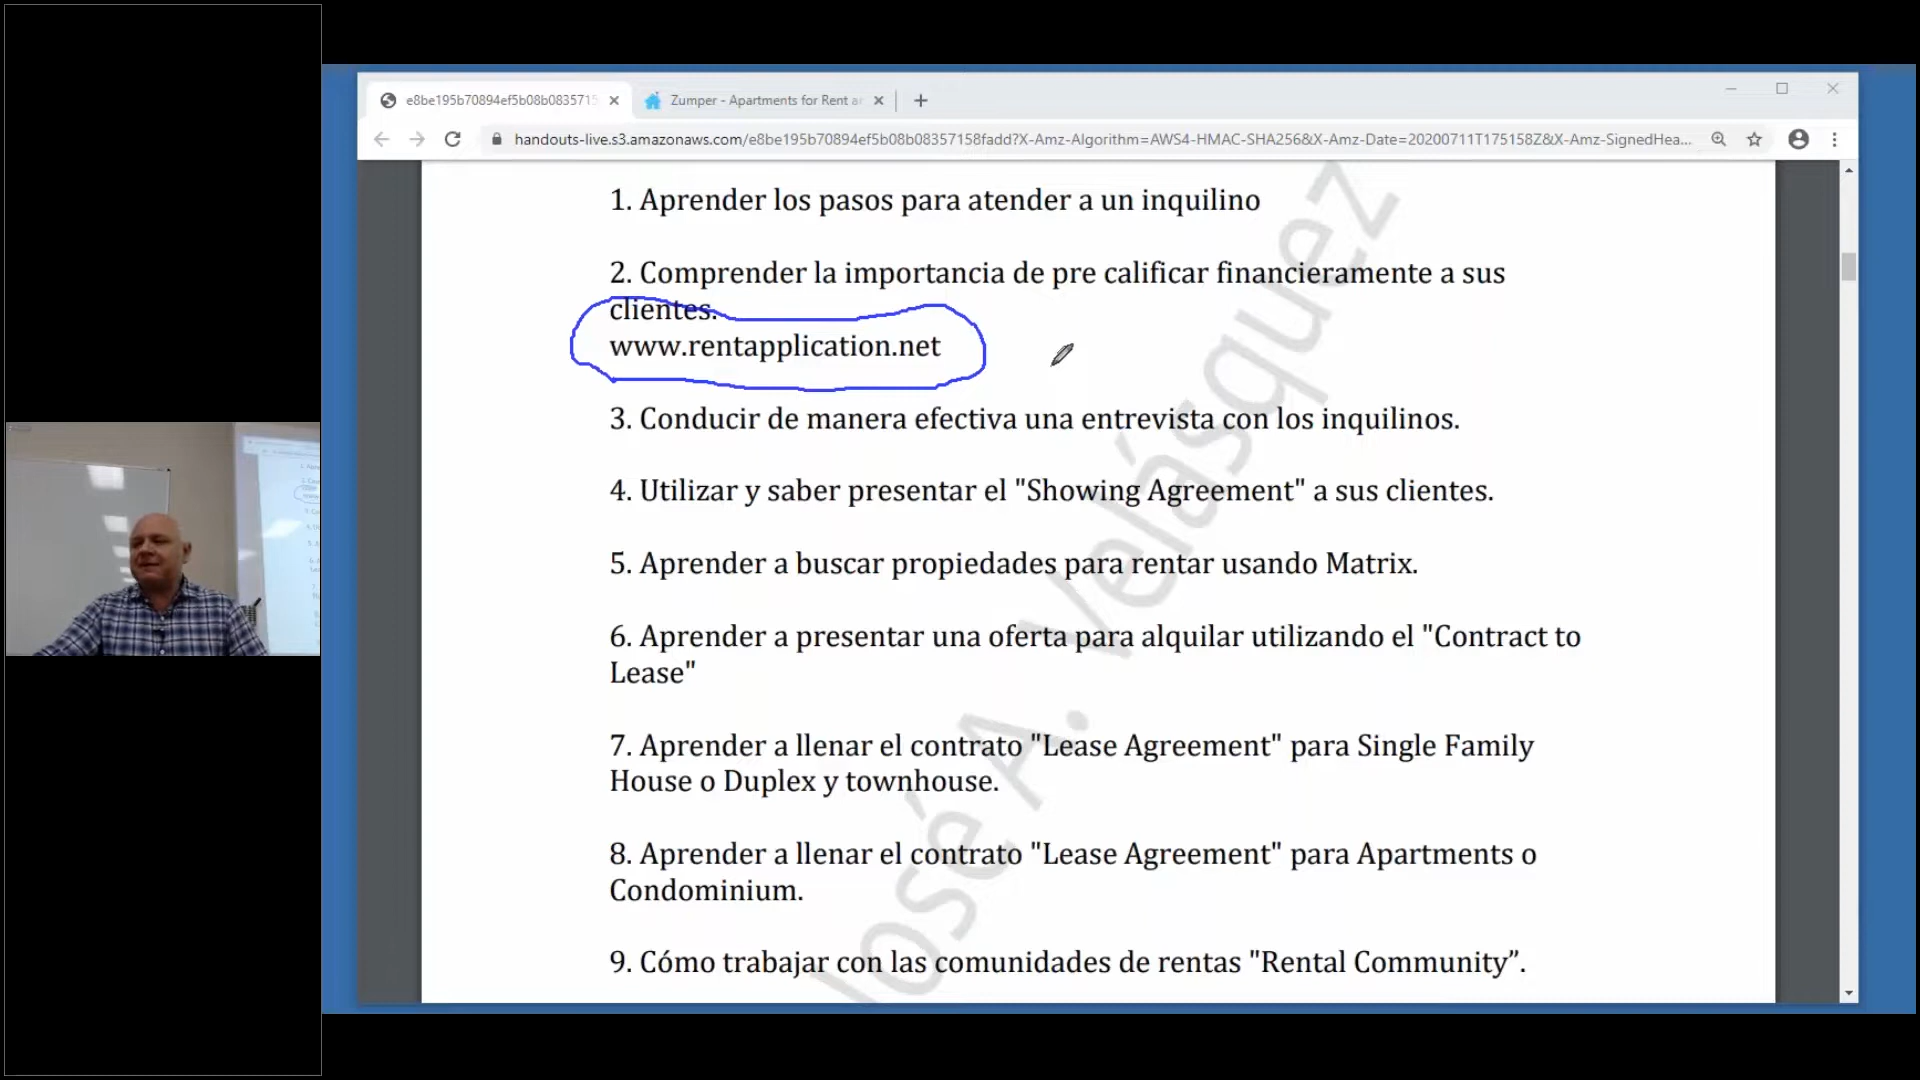 e8be195b70894ef5b08b0835715
Zumper - Apartments for Rent ar
handouts-live.s3.amazonaws.com/e8be195b70894ef5b08b08357158fadd?X-Amz-Algorithm=AWS4-HMAC-SHA256&X-Amz-Date=20200711T175158Z&X-Amz-SignedHea...
1. Aprender los pasos para atender a un inquilino
2. Comprender la importancia de pre calificar financieramente a sus
clientes.
www.rentapplication.net
3. Conducir de manera efectiva una entrevista con los inquilinos.
4. Utilizar y saber presentar el "Showing Agreement" a sus clientes.
5. Aprender a buscar propiedades para rentar usando Matrix.
6. Aprender a presentar una oferta para alquilar utilizando el "Contract to
Lease"
7. Aprender a llenar el contrato "Lease Agreement" para Single Family
House o Duplex y townhouse.
8. Aprender a llenar el contrato "Lease Agreement" para Apartments o
Condominium.
9. Cómo trabajar con las comunidades de rentas "Rental Community”.
José A. Velásquez